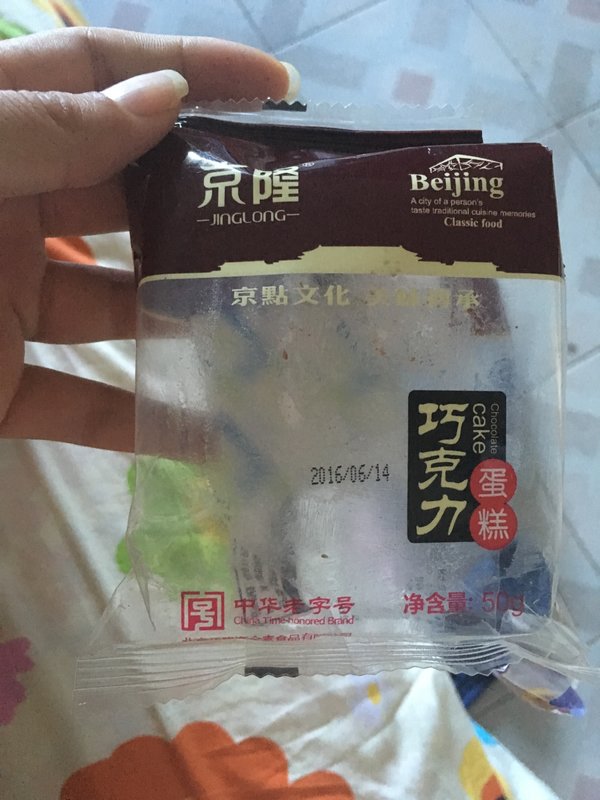 京隆®
JINGLONG
Beijing
A city of a person's
taste traditional cuisine memories
Classic food
京點文化
承
Chocolate
cake
巧克力
蛋糕
2016/06/14
中华老字号
China Time-honored Brand
净含量: 50g